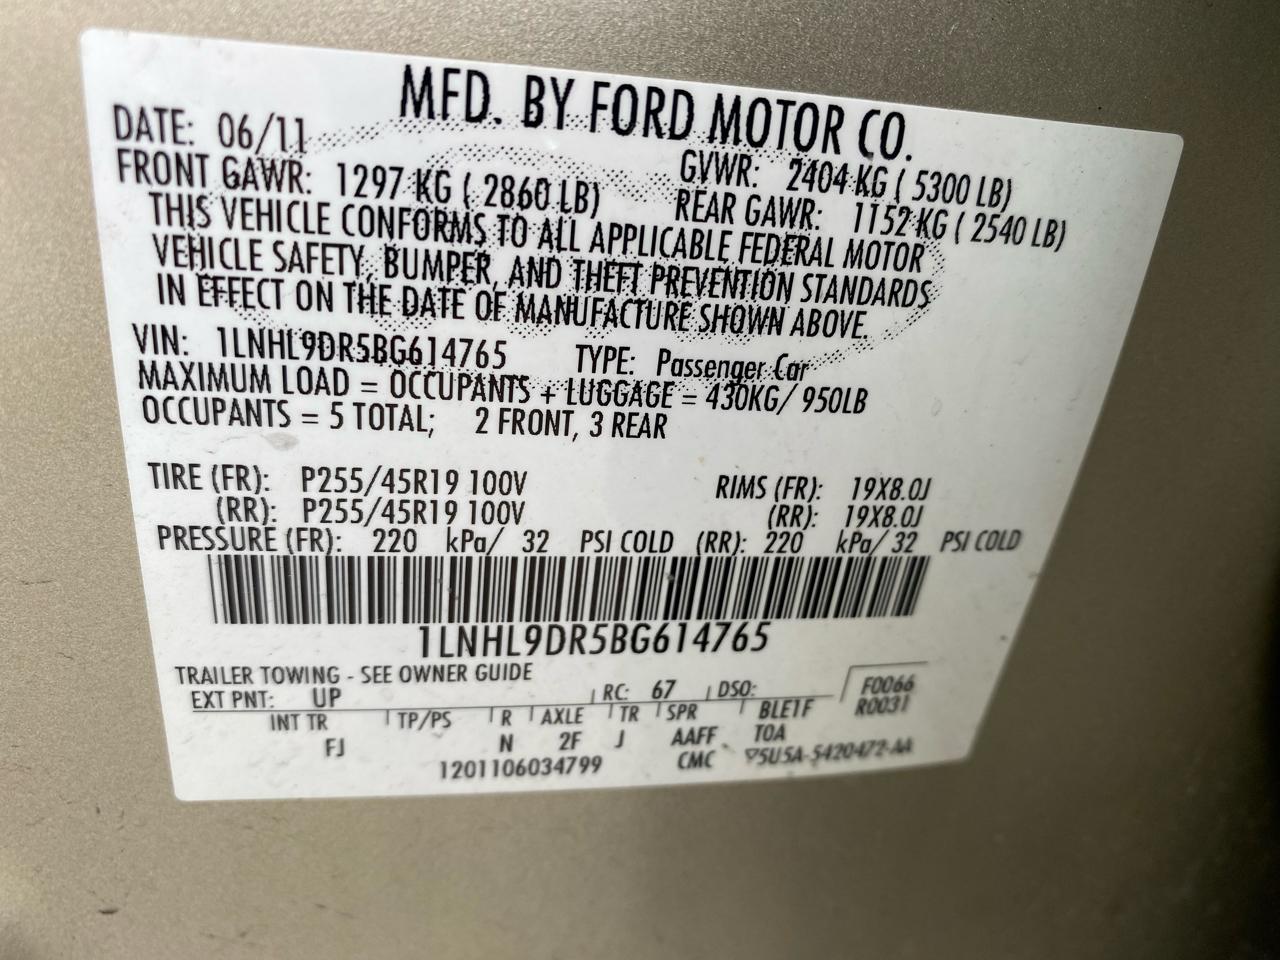 MFD. BY FORD MOTOR CO.
DATE: 06/11 GVWR: 2404 KG ( 5300 LB)
FRONT GAWR: 1297 KG ( 2860 LB) REAR GAWR: 1152 KG ( 2540 LB)
THIS VEHICLE CONFORMS TO ALL APPLICABLE FEDERAL MOTOR
VEHICLE SAFETY, BUMPER, AND THEFT PREVENTION STANDARDS
IN EFFECT ON THE DATE OF MANUFACTURE SHOWN ABOVE.
VIN: 1LNHL9DR5BG614765 TYPE: Passenger Car
MAXIMUM LOAD = OCCUPANTS + LUGGAGE = 430KG/ 950LB
OCCUPANTS = 5 TOTAL; 2 FRONT, 3 REAR
TIRE (FR): P255/45R19 100V RIMS (FR): 19X8.0J
(RR): P255/45R19 100V (RR): 19X8.0J
PRESSURE (FR): 220 kPa/ 32 PSI COLD (RR): 220 kPa/ 32 PSI COLD
1LNHL9DR5BG614765
TRAILER TOWING - SEE OWNER GUIDE
EXT PNT: UP RC: 67 DSO: F0066
R0031
INT TR TP/PS R AXLE TR SPR BLE1F
FJ N 2F J AAFF TOA
1201106034799 CMC 5U5A-5420472-AA